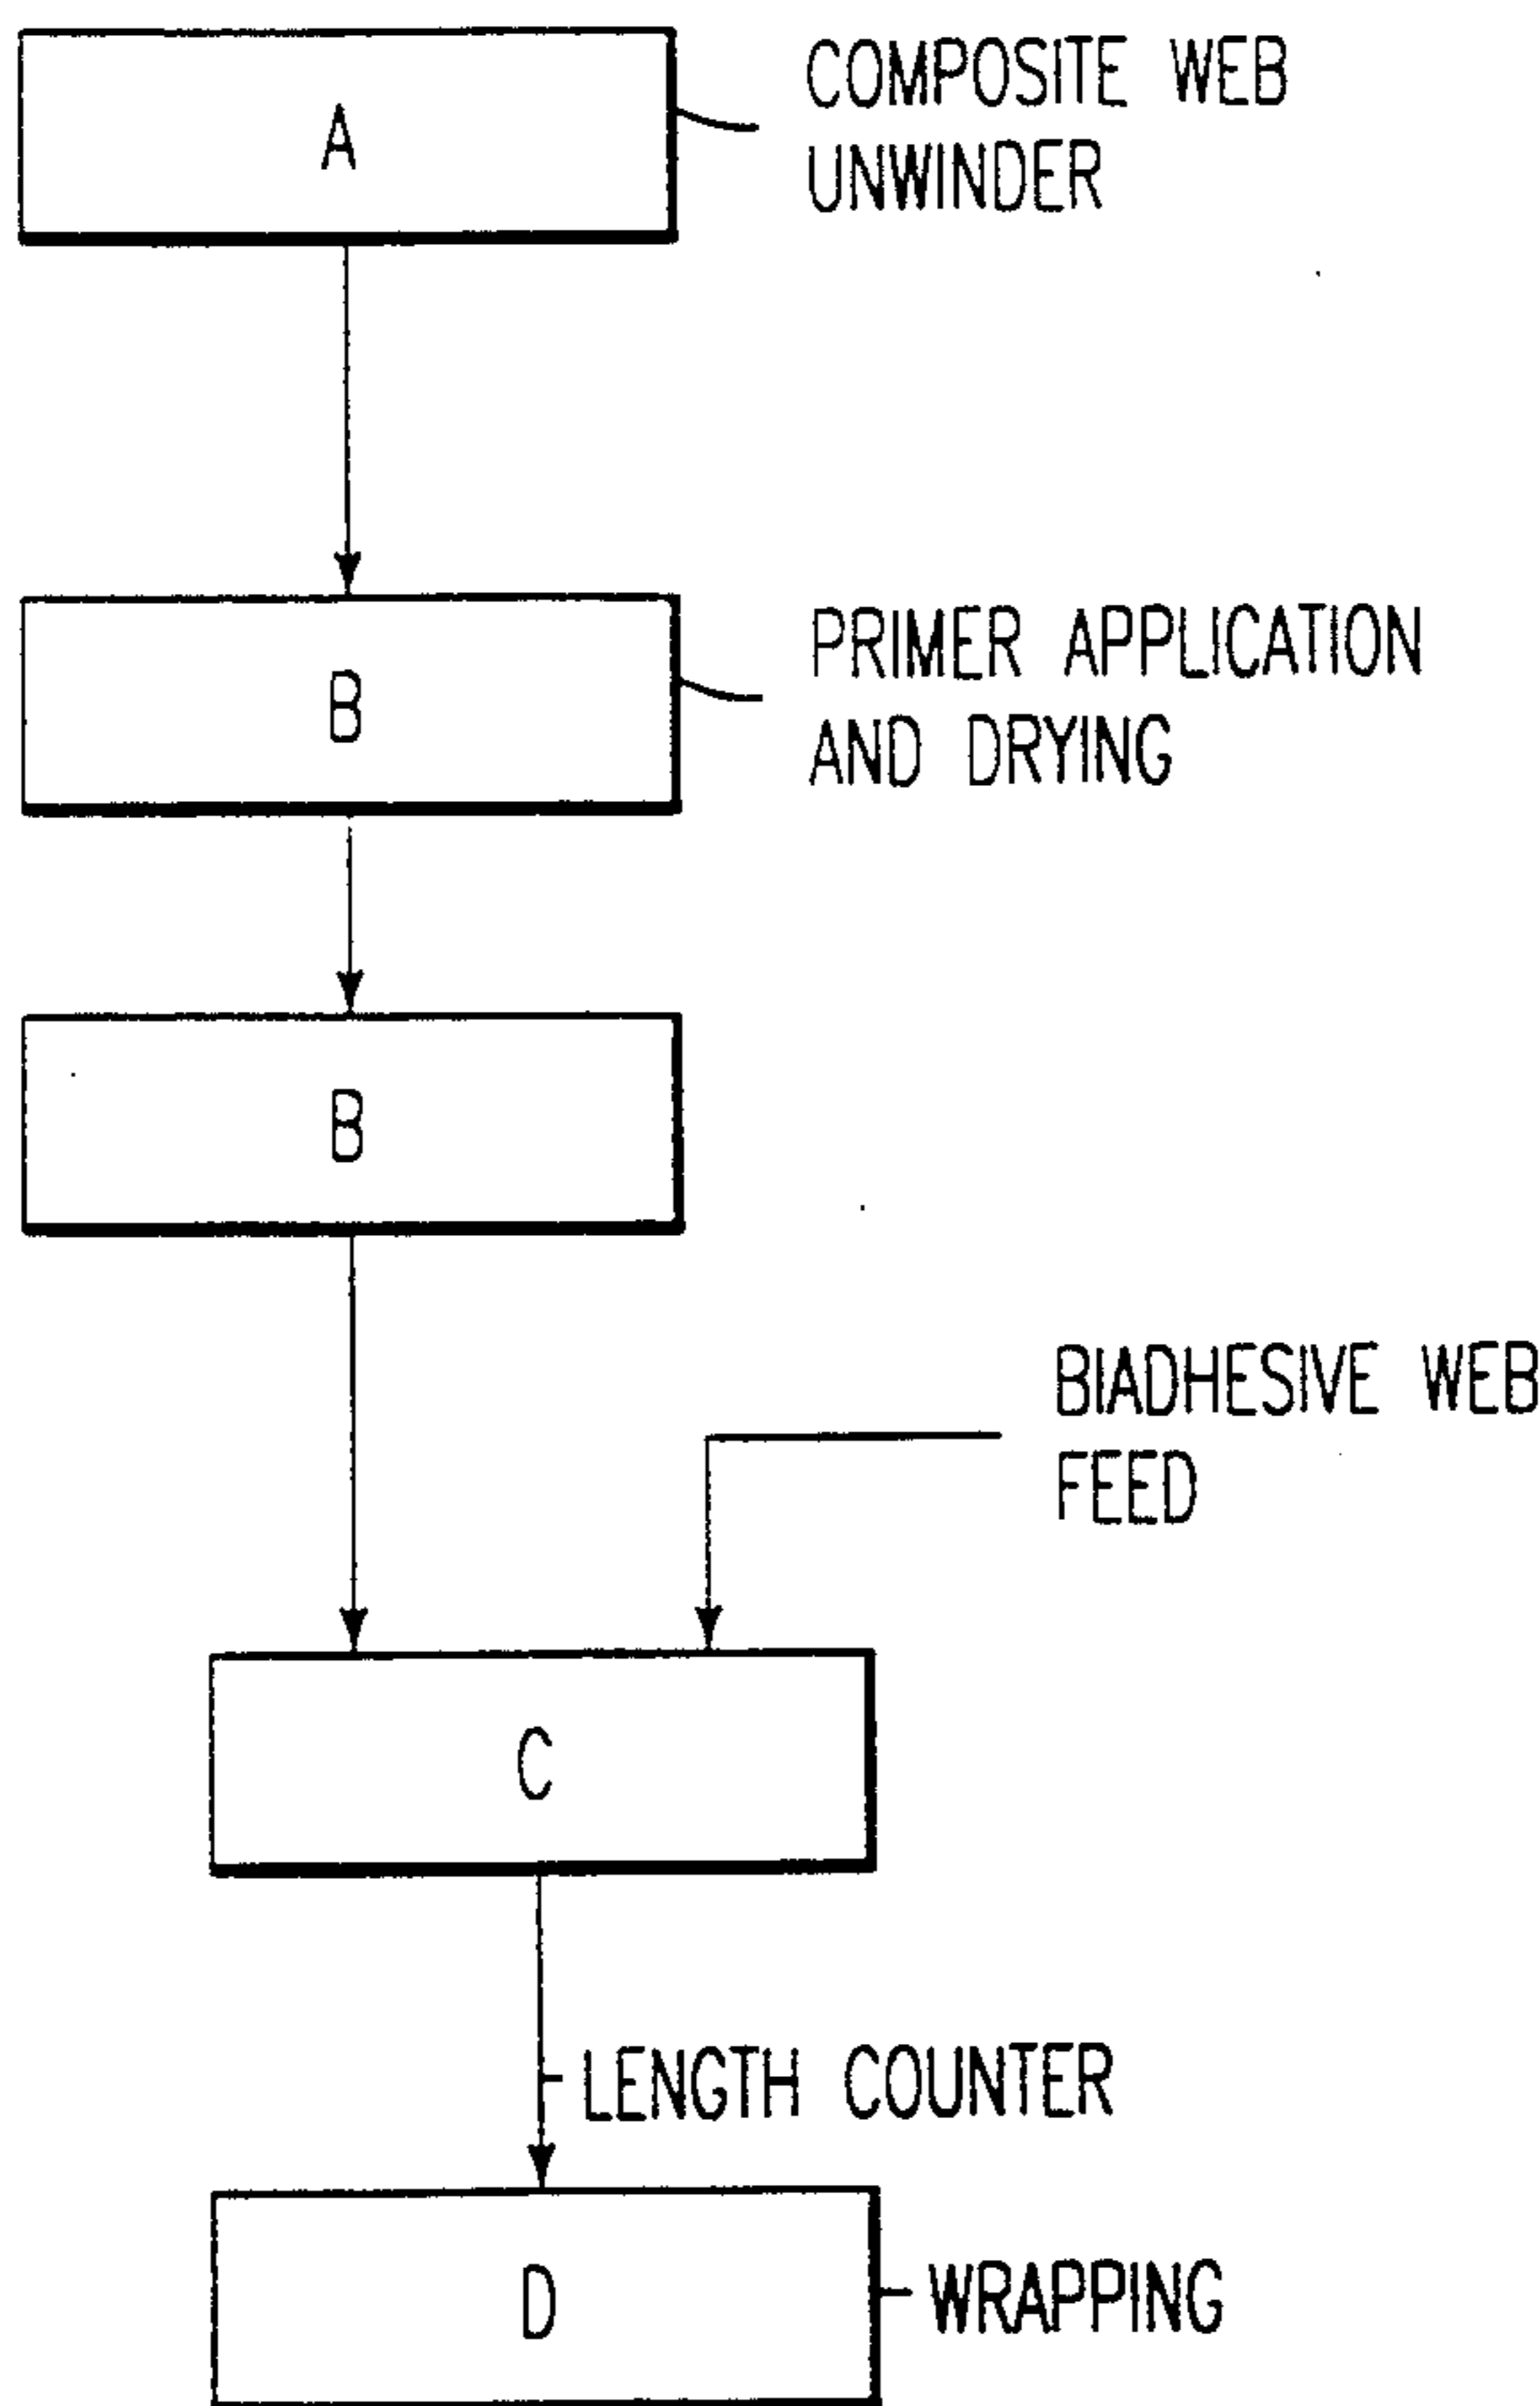 A
COMPOSITE WEB
UNWINDER
B
PRIMER APPLICATION
AND DRYING
B
BIADHESIVE WEB
FEED
C
LENGTH COUNTER
D
WRAPPING